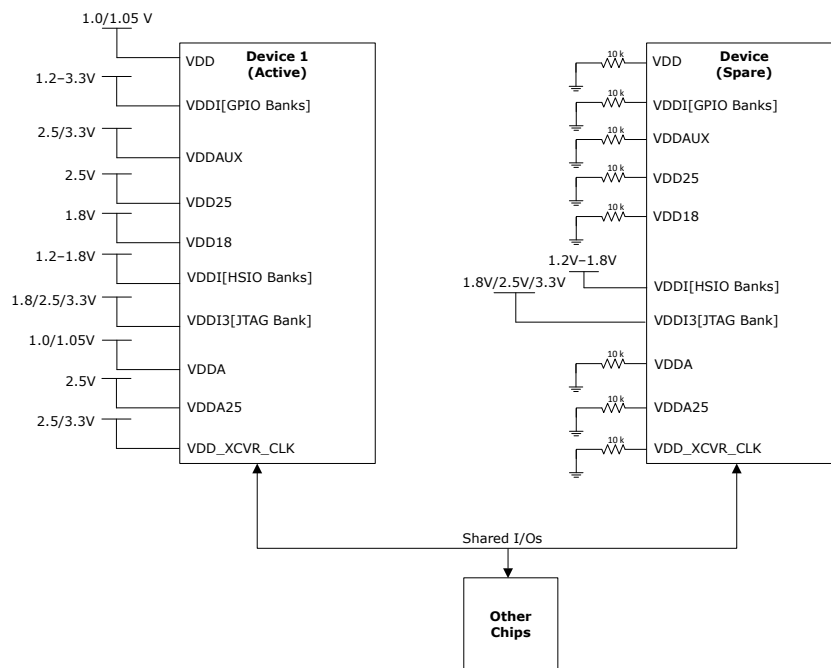 1.0/1.05 V
VDD
Device 1
(Active)
1.2–3.3V
VDDI[GPIO Banks]
2.5/3.3V
VDDAUX
2.5V
VDD25
1.8V
VDD18
1.2–1.8V
VDDI[HSIO Banks]
1.8/2.5/3.3V
VDDI3[JTAG Bank]
1.0/1.05V
VDDA
2.5V
VDDA25
2.5/3.3V
VDD_XCVR_CLK
10 k
VDD
Device
(Spare)
10 k
VDDI[GPIO Banks]
10 k
VDDAUX
10 k
VDD25
10 k
VDD18
1.2V–1.8V
1.8V/2.5V/3.3V
VDDI[HSIO Banks]
VDDI3[JTAG Bank]
10 k
VDDA
10 k
VDDA25
10 k
VDD_XCVR_CLK
Shared I/Os
Other
Chips